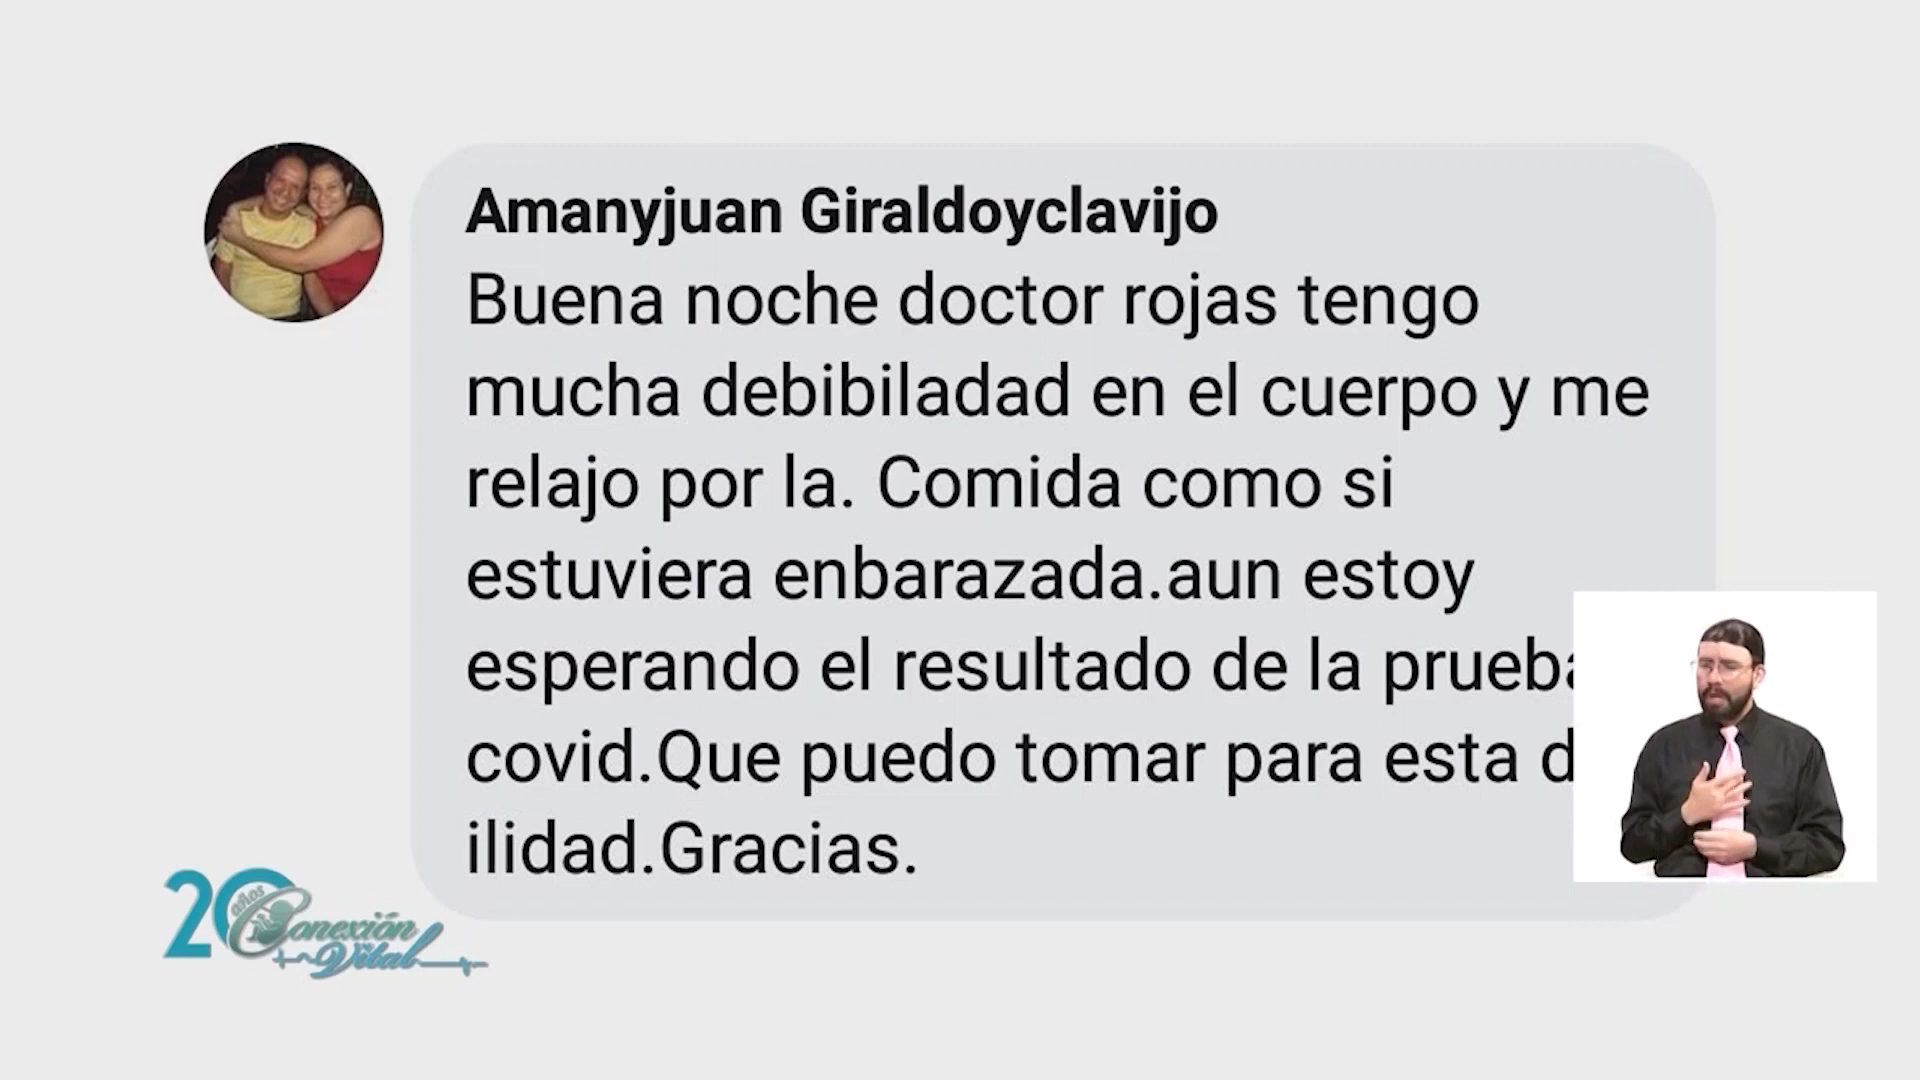 Amanyjuan Giraldoyclavijo
Buena noche doctor rojas tengo
mucha debibiladad en el cuerpo y me
relajo por la. Comida como si
estuviera enbarazada.aun estoy
esperando el resultado de la prueba
covid.Que puedo tomar para esta d
ilidad.Gracias.
20 años Conexión
Vital